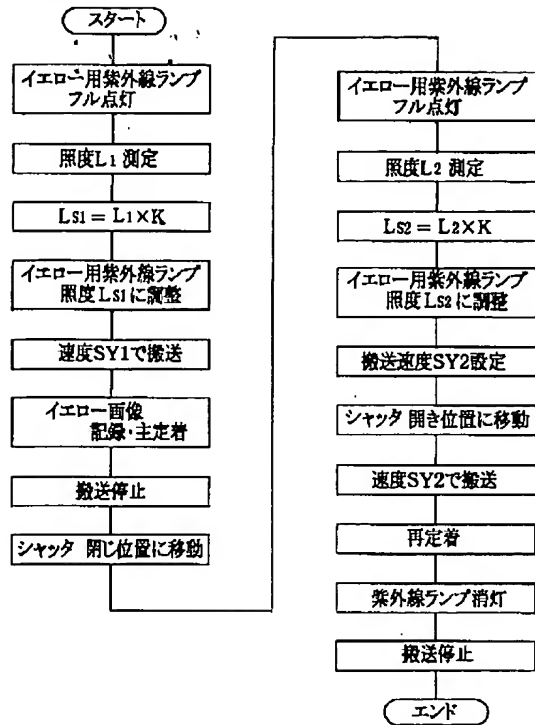 スタート
イエロー用紫外線ランプ
フル点灯
照度L1 測定
LS1＝L1×K
イエロー用紫外線ランプ
照度LS1に調整
速度SY1で搬送
イエロー画像
記録・主定着
搬送停止
シャッタ 閉じ位置に移動
イエロー用紫外線ランプ
フル点灯
照度L2 測定
LS2＝L2×K
イエロー用紫外線ランプ
照度LS2に調整
搬送速度SY2設定
シャッタ 開き位置に移動
速度SY2で搬送
再定着
紫外線ランプ消灯
搬送停止
エンド